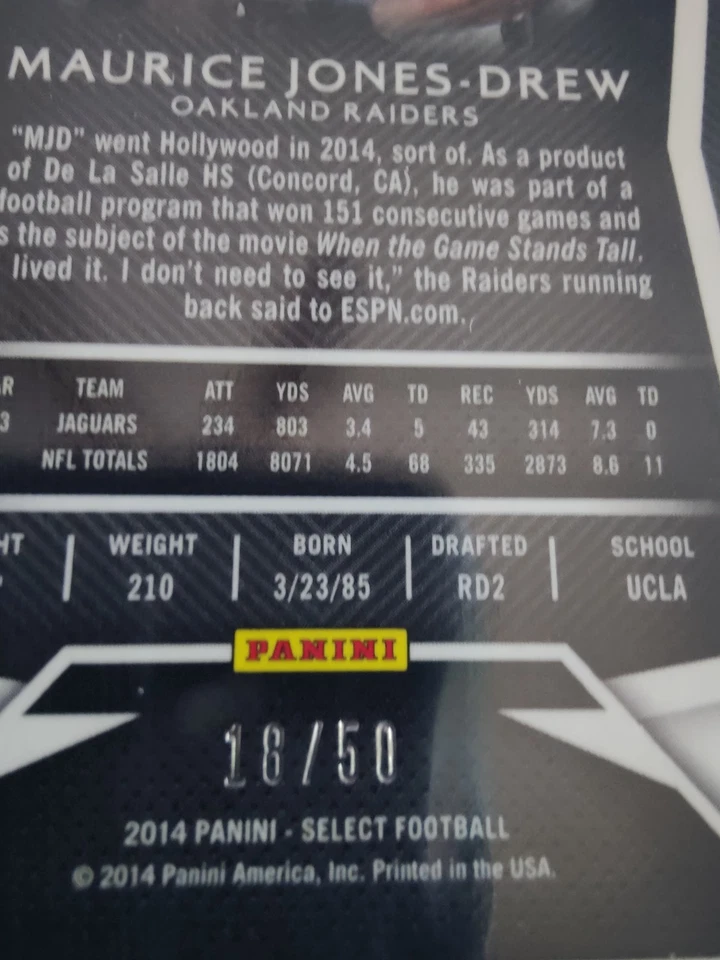 MAURICE JONES-DREW
OAKLAND RAIDERS
"MJD" went Hollywood in 2014, sort of. As a product
of De La Salle HS (Concord, CA), he was part of a
football program that won 151 consecutive games and
s the subject of the movie When the Game Stands Tall.
lived it. I don't need to see it," the Raiders running
back said to ESPN.com.
R TEAM ATT YDS AVG TD REC YDS AVG TD
3 JAGUARS 234 803 3.4 5 43 314 7.3 0
NFL TOTALS 1804 8071 4.5 68 335 2873 8.6 11
HT WEIGHT BORN DRAFTED SCHOOL
210 3/23/85 RD2 UCLA
PANINI
18/50
2014 PANINI - SELECT FOOTBALL
© 2014 Panini America, Inc. Printed in the USA.